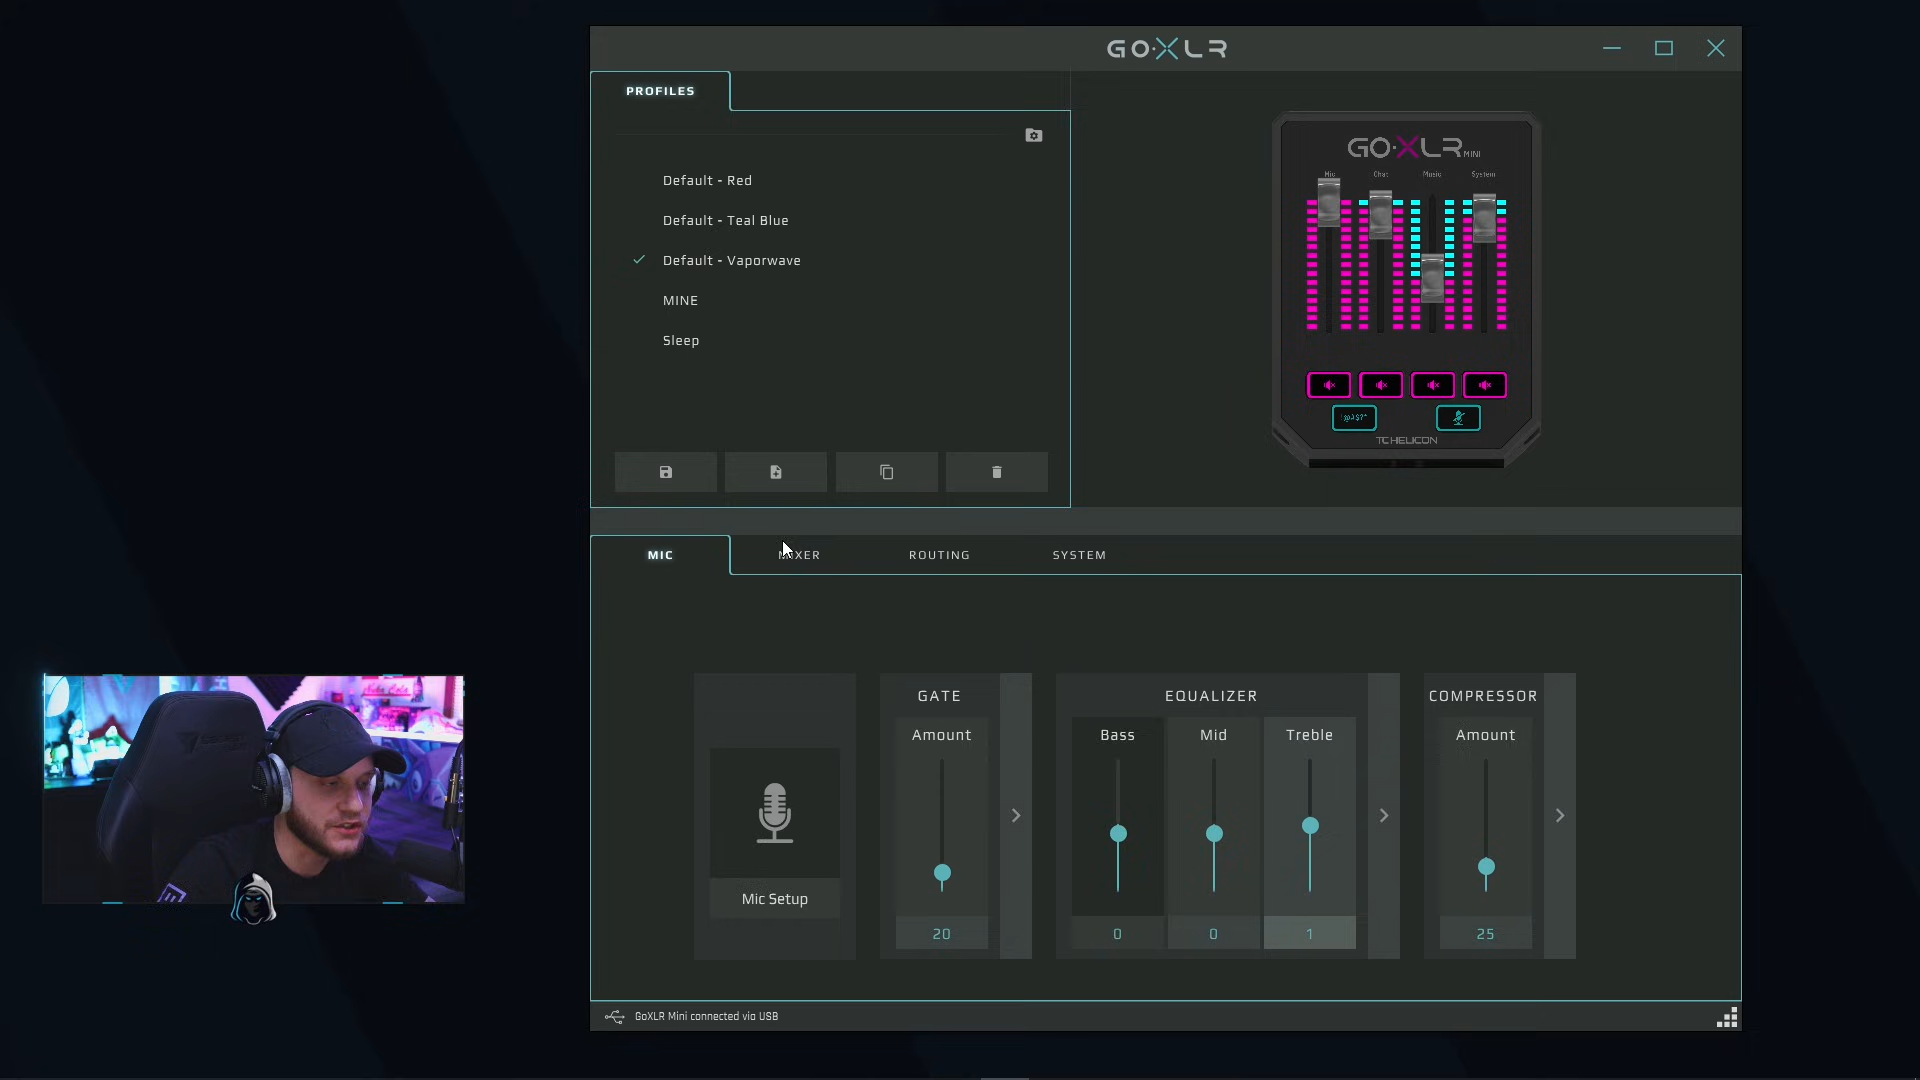 GO·XLR
PROFILES
Default - Red
Default - Teal Blue
Default - Vaporwave
MINE
Sleep
GO·XLR MINI
Mic Chat Music System
TC HELICON
MIC MIXER ROUTING SYSTEM
GATE EQUALIZER COMPRESSOR
Amount Bass Mid Treble Amount
Mic Setup
20 0 0 1 25
GoXLR Mini connected via USB